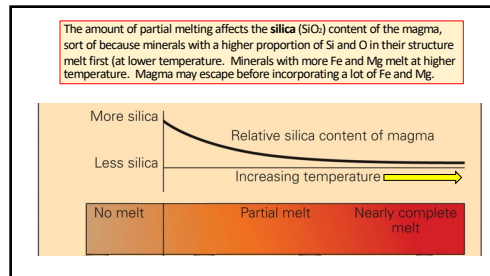 The amount of partial melting affects the silica (SiO₂) content of the magma,
sort of because minerals with a higher proportion of Si and O in their structure
melt first (at lower temperature.  Minerals with more Fe and Mg melt at higher
temperature.  Magma may escape before incorporating a lot of Fe and Mg.
More silica
Relative silica content of magma
Less silica
Increasing temperature
No melt
Partial melt
Nearly complete
melt